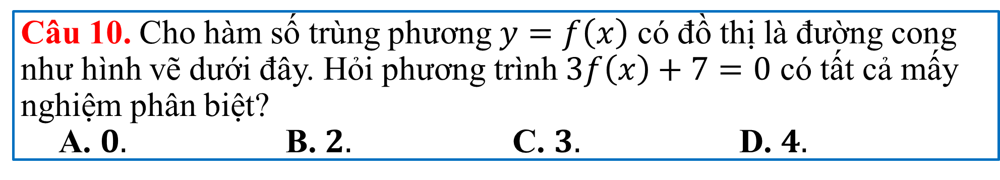 Câu 10. Cho hàm số trùng phương y = f(x) có đồ thị là đường cong
như hình vẽ dưới đây. Hỏi phương trình 3f(x) + 7 = 0 có tất cả mấy
nghiệm phân biệt?
A. 0. B. 2. C. 3. D. 4.